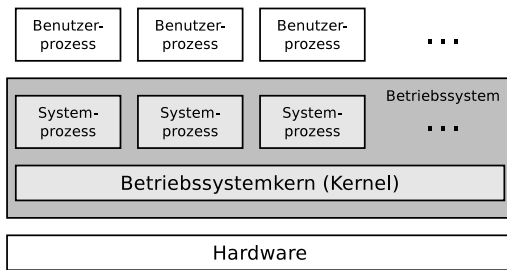 Benutzer-
prozess
Benutzer-
prozess
Benutzer-
prozess
...
Betriebssystem
System-
prozess
System-
prozess
System-
prozess
...
Betriebssystemkern (Kernel)
Hardware